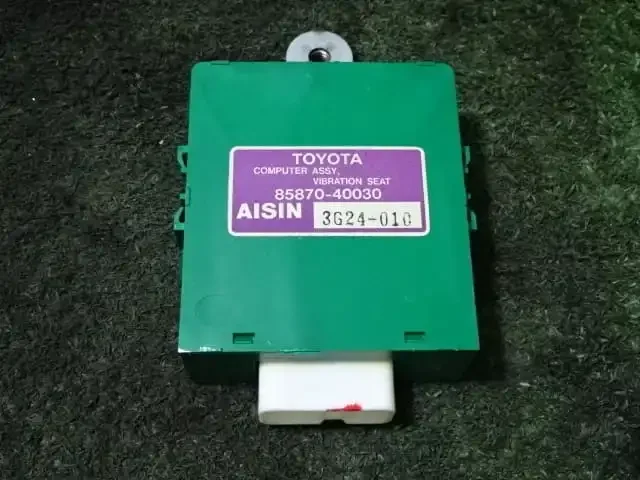 TOYOTA
COMPUTER ASSY,
VIBRATION SEAT
85870-40030
AISIN 3G24-010